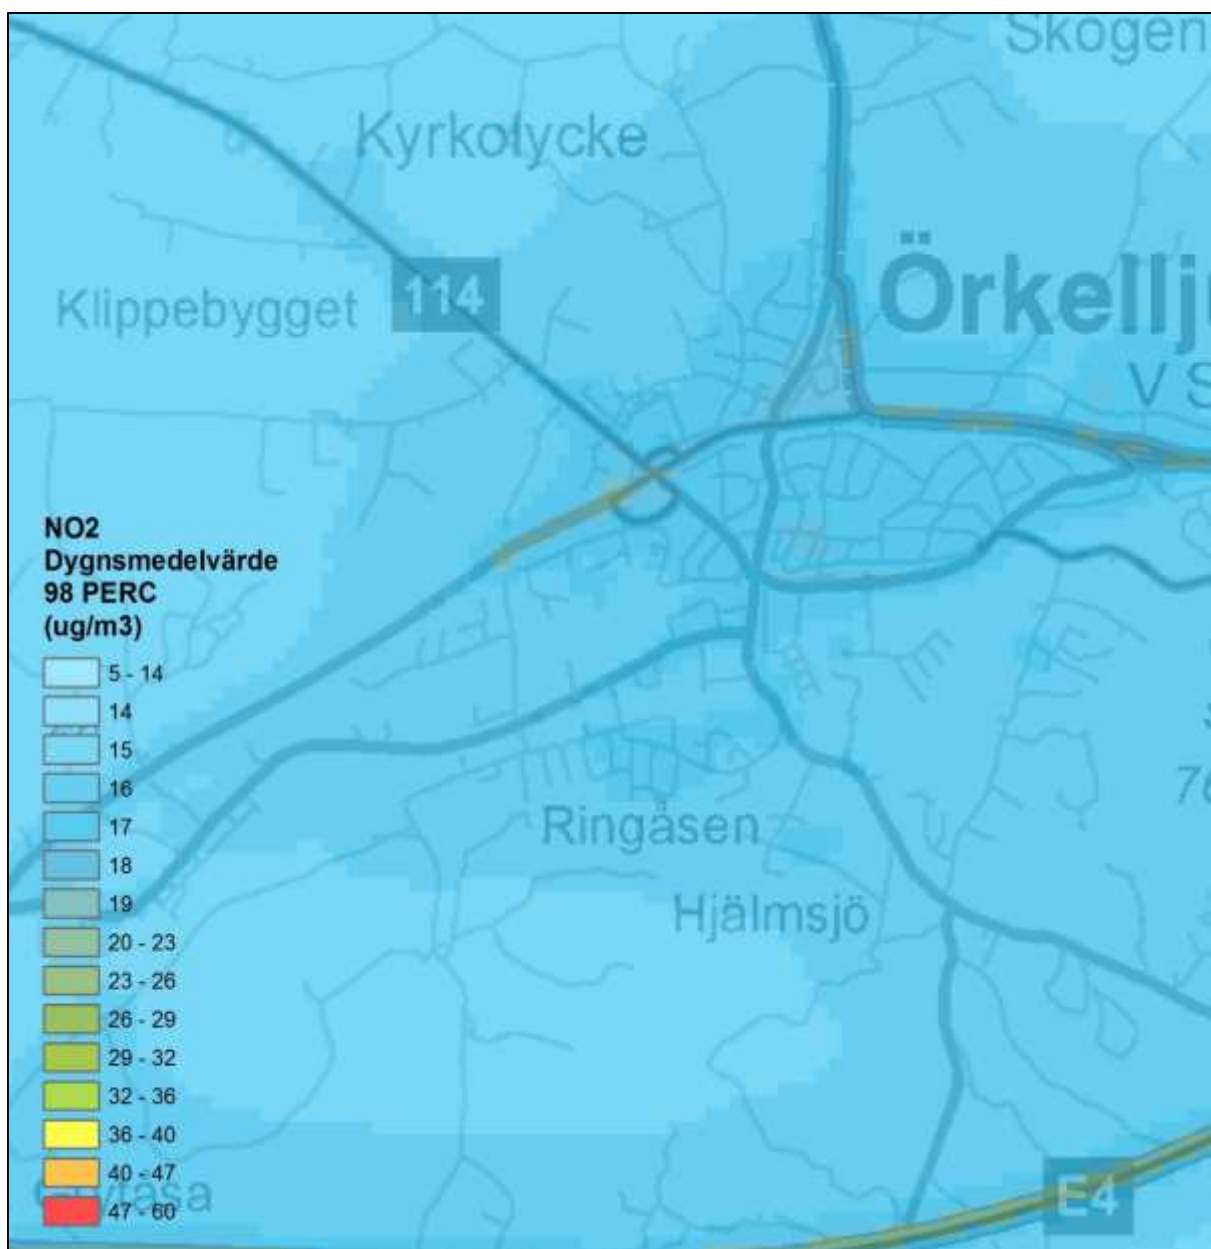 Skogen
Kyrkolycke
Örkellj
Klippebygget
114
V S
NO2
Dygnsmedelvärde
98 PERC
(ug/m3)
5 - 14
14
15
16
17
18
19
20 - 23
23 - 26
26 - 29
29 - 32
32 - 36
36 - 40
40 - 47
47 - 60
76
Ringåsen
Hjälmsjö
E4